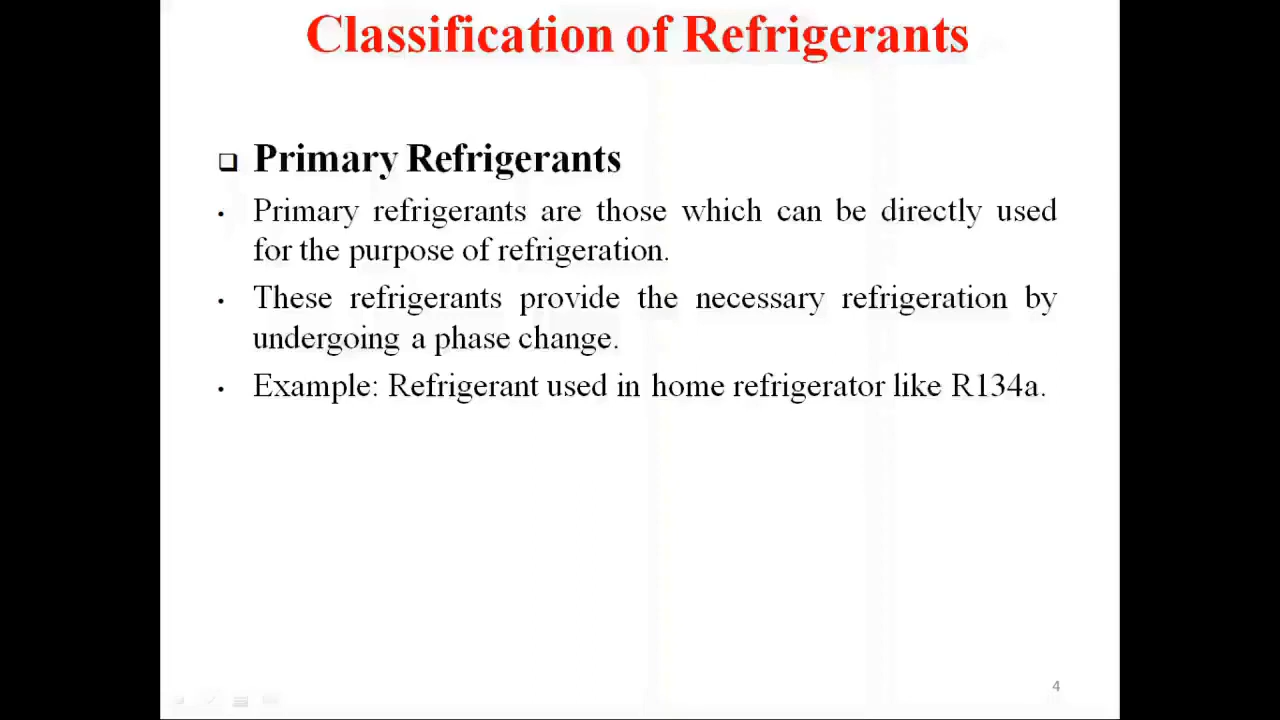 Classification of Refrigerants
❑ Primary Refrigerants
• Primary refrigerants are those which can be directly used
for the purpose of refrigeration.
• These refrigerants provide the necessary refrigeration by
undergoing a phase change.
• Example: Refrigerant used in home refrigerator like R134a.
4